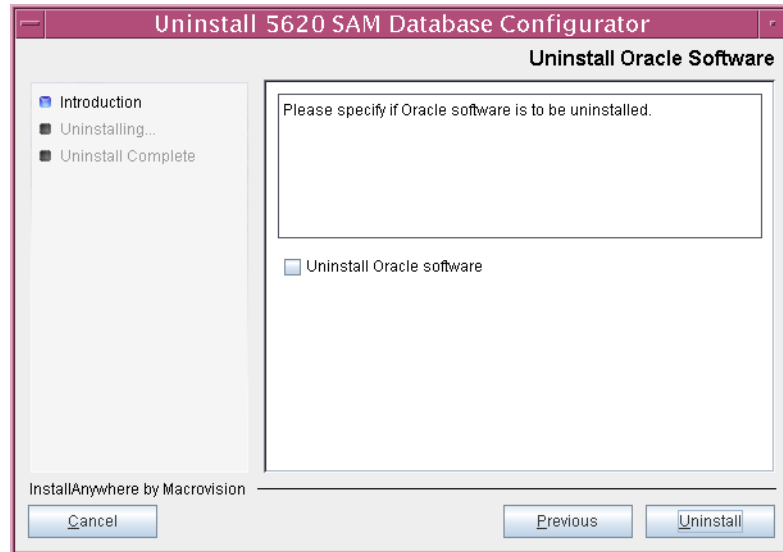 Uninstall 5620 SAM Database Configurator
Uninstall Oracle Software
Introduction
Uninstalling...
Uninstall Complete
Please specify if Oracle software is to be uninstalled.
Uninstall Oracle software
InstallAnywhere by Macrovision
Cancel
Previous
Uninstall